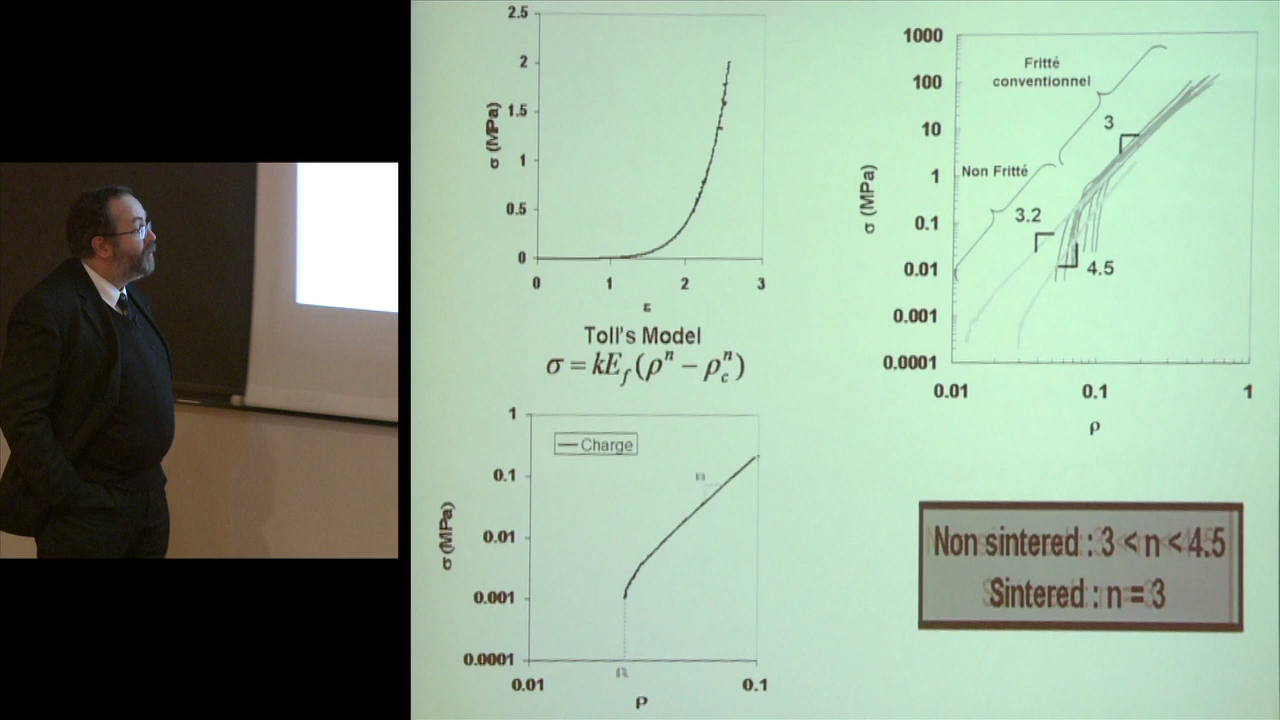 2.5
2
1.5
1
0.5
0
σ (MPa)
0
1
2
3
ε
Toll's Model
σ = kE_f(ρ^n − ρ_c^n)
1
0.1
0.01
0.001
0.0001
σ (MPa)
Charge
n
0.01
0.1
ρ
1000
100
10
1
0.1
0.01
0.001
0.0001
σ (MPa)
Fritté
conventionnel
3
Non Fritté
3.2
4.5
0.01
0.1
1
ρ
Non sintered : 3 < n < 4.5
Sintered : n = 3